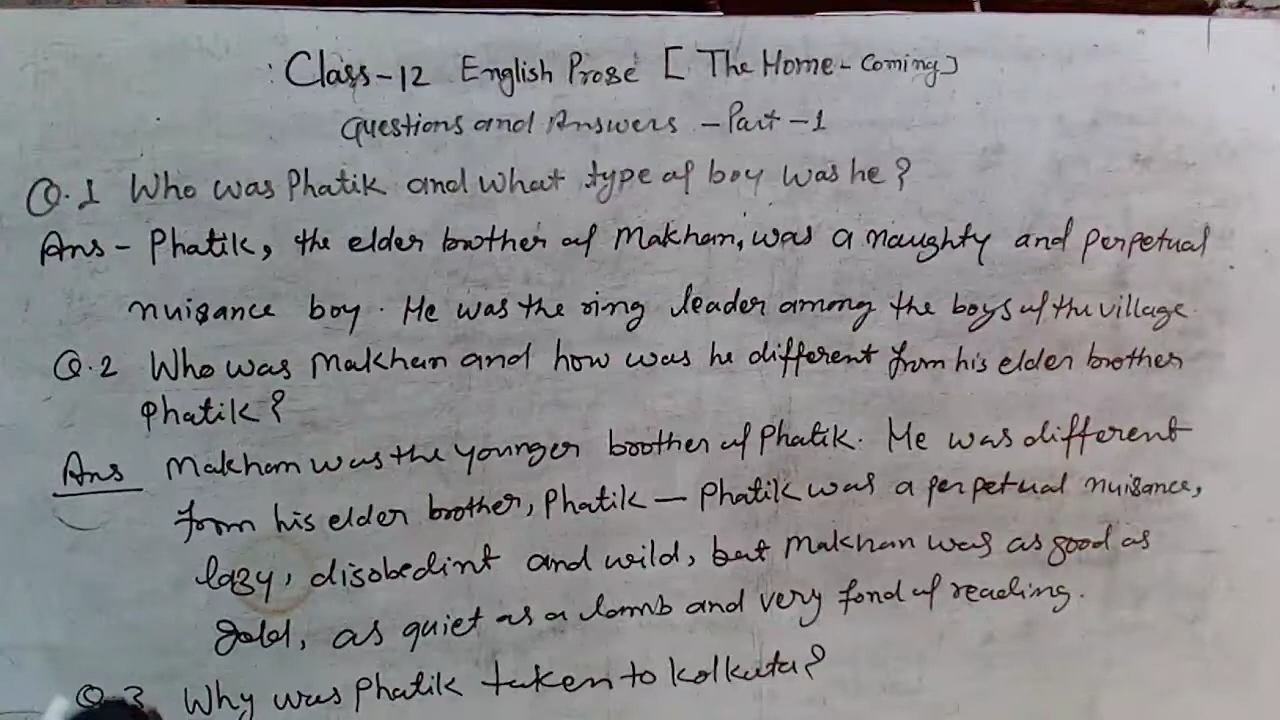 Class-12 English Prose [The Home-Coming]
Questions and Answers - Part-1
Q.1 Who was Phatik and what type of boy was he?
Ans- Phatik, the elder brother of Makhan, was a naughty and perpetual
nuisance boy. He was the ring leader among the boys of the village.
Q.2 Who was Makhan and how was he different from his elder brother
Phatik?
Ans Makhan was the younger brother of Phatik. He was different
from his elder brother, Phatik — Phatik was a perpetual nuisance,
lazy, disobedint and wild, but Makhan was as good as
gold, as quiet as a lamb and very fond of reading.
Q.3 Why was Phatik taken to Kolkata?